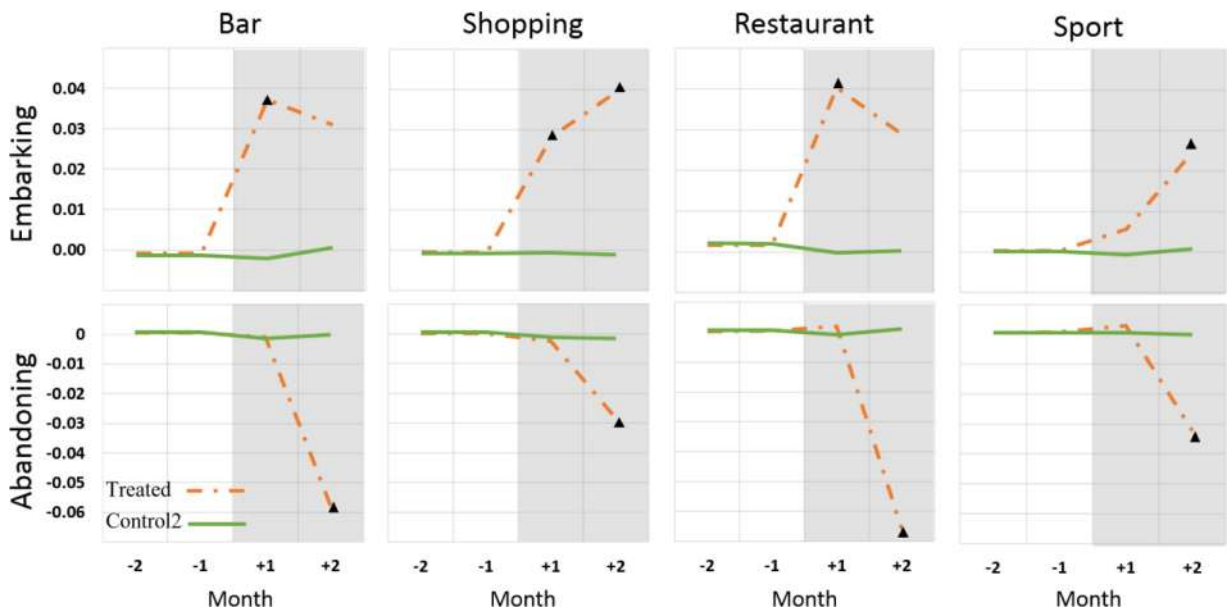 Bar Shopping Restaurant Sport
Embarking
0.04
0.03
0.02
0.01
0.00
Abandoning
0
-0.01
-0.02
-0.03
-0.04
-0.05
-0.06
Treated
Control2
-2 -1 +1 +2 -2 -1 +1 +2 -2 -1 +1 +2 -2 -1 +1 +2
Month Month Month Month